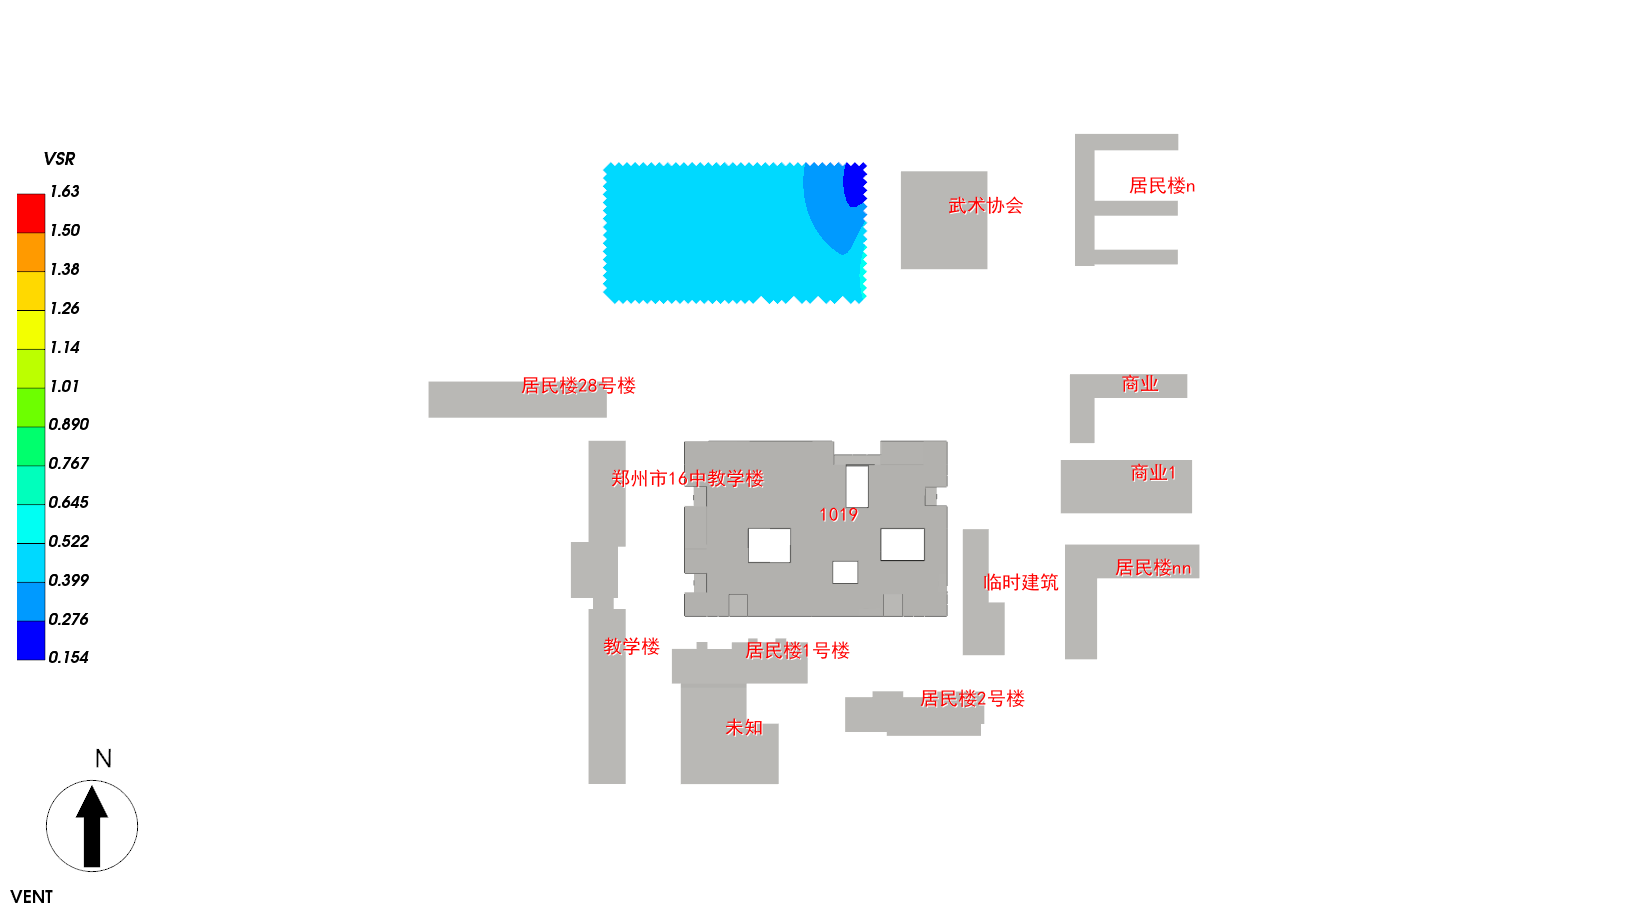 VSR
1.63
1.50
1.38
1.26
1.14
1.01
0.890
0.767
0.645
0.522
0.399
0.276
0.154
居民楼n
武术协会
商业
居民楼28号楼
商业1
郑州市16中教学楼
1019
居民楼nn
临时建筑
教学楼
居民楼1号楼
居民楼2号楼
未知
N
VENT